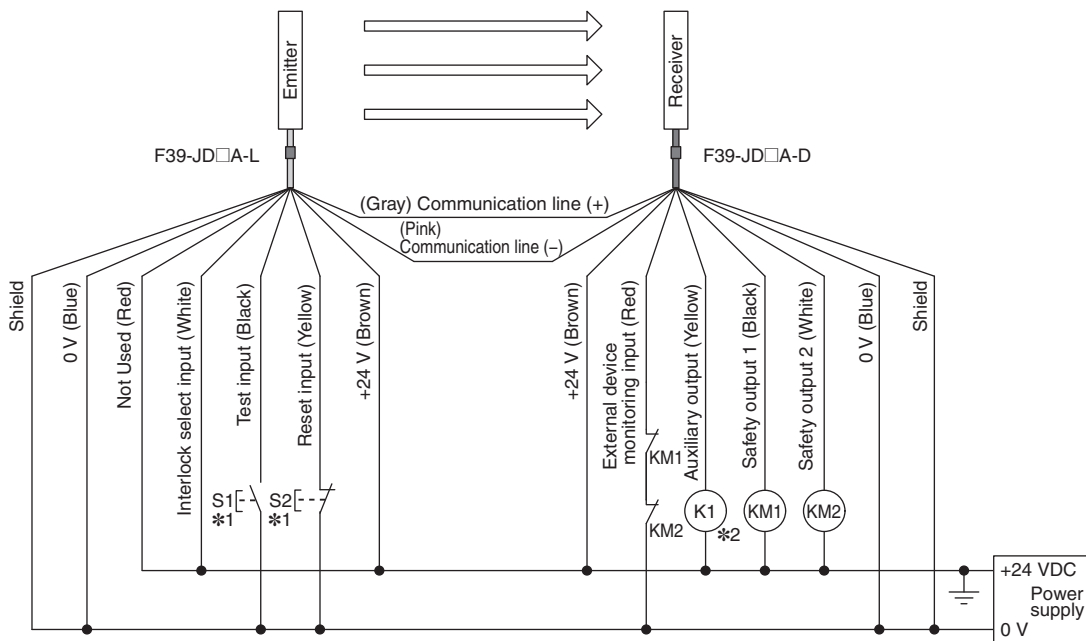 Emitter
Receiver
F39-JD□A-L
F39-JD□A-D
(Gray) Communication line (+)
(Pink)
Communication line (−)
Shield
0 V (Blue)
Not Used (Red)
Interlock select input (White)
Test input (Black)
Reset input (Yellow)
+24 V (Brown)
+24 V (Brown)
External device
monitoring input (Red)
Auxiliary output (Yellow)
Safety output 1 (Black)
Safety output 2 (White)
0 V (Blue)
Shield
S1
*1
S2
*1
KM1
KM2
K1
*2
KM1
KM2
+24 VDC
Power
supply
0 V